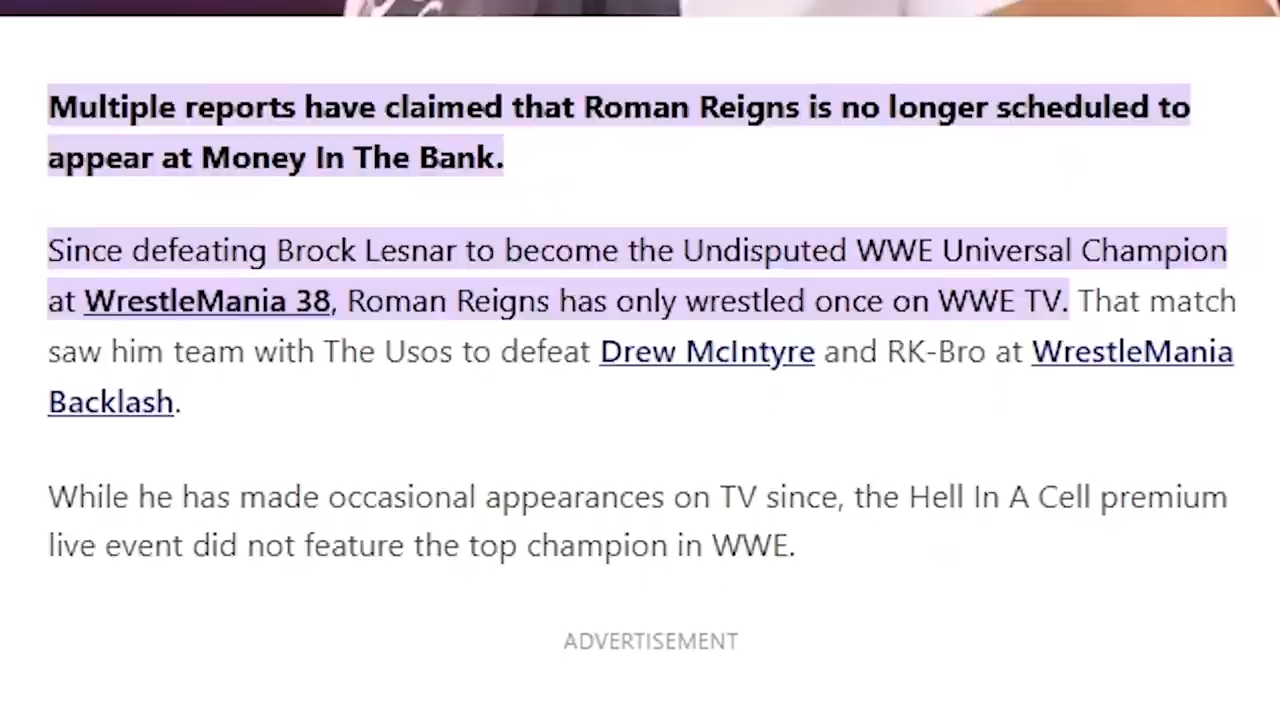 Multiple reports have claimed that Roman Reigns is no longer scheduled to
appear at Money In The Bank.
Since defeating Brock Lesnar to become the Undisputed WWE Universal Champion
at WrestleMania 38, Roman Reigns has only wrestled once on WWE TV. That match
saw him team with The Usos to defeat Drew McIntyre and RK-Bro at WrestleMania
Backlash.
While he has made occasional appearances on TV since, the Hell In A Cell premium
live event did not feature the top champion in WWE.
ADVERTISEMENT